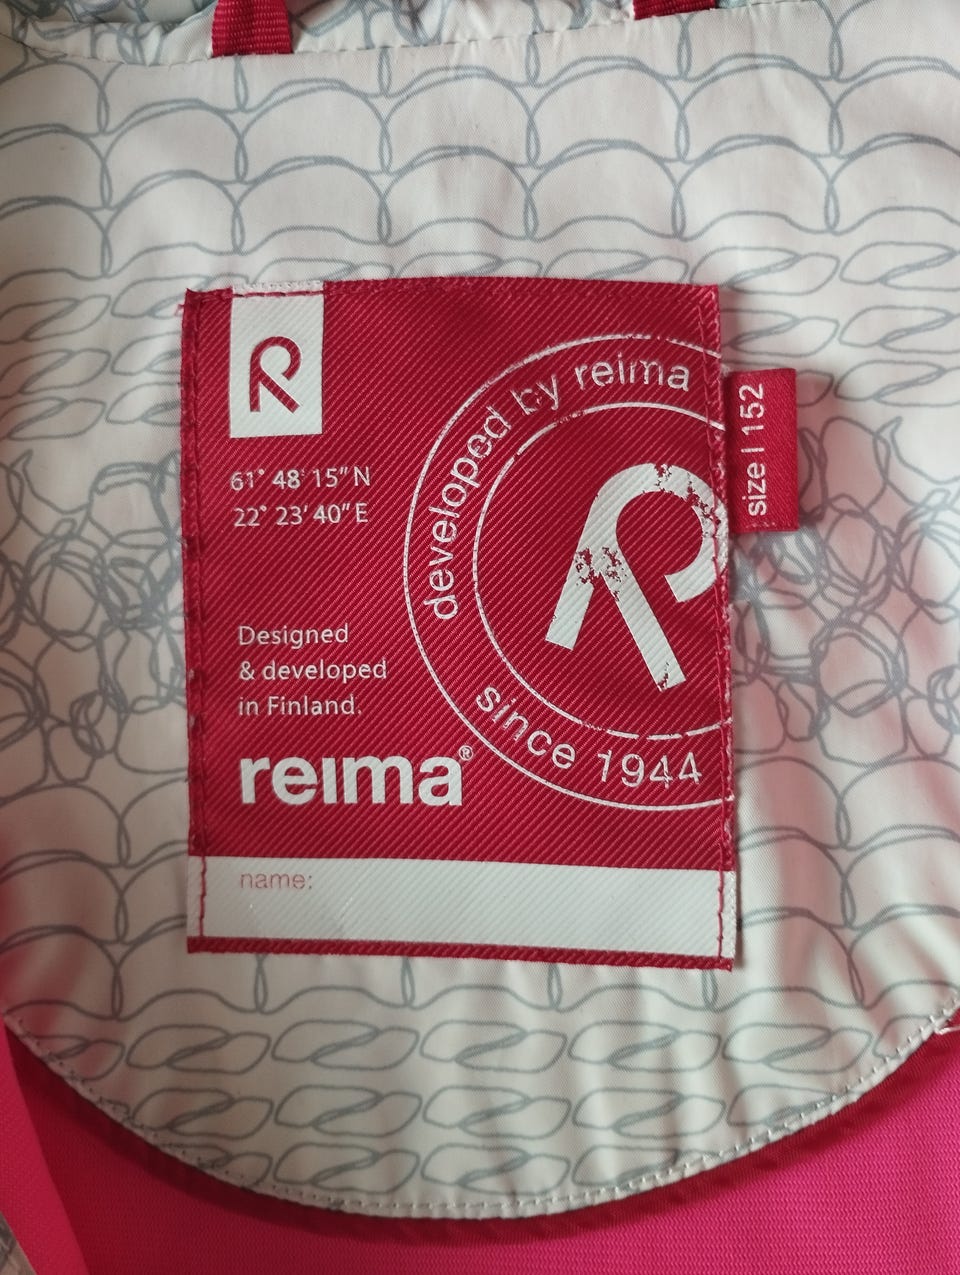 61° 48' 15" N
22° 23' 40" E
Designed
& developed
in Finland.
reima®
name:
developed by reima
since 1944
size | 152